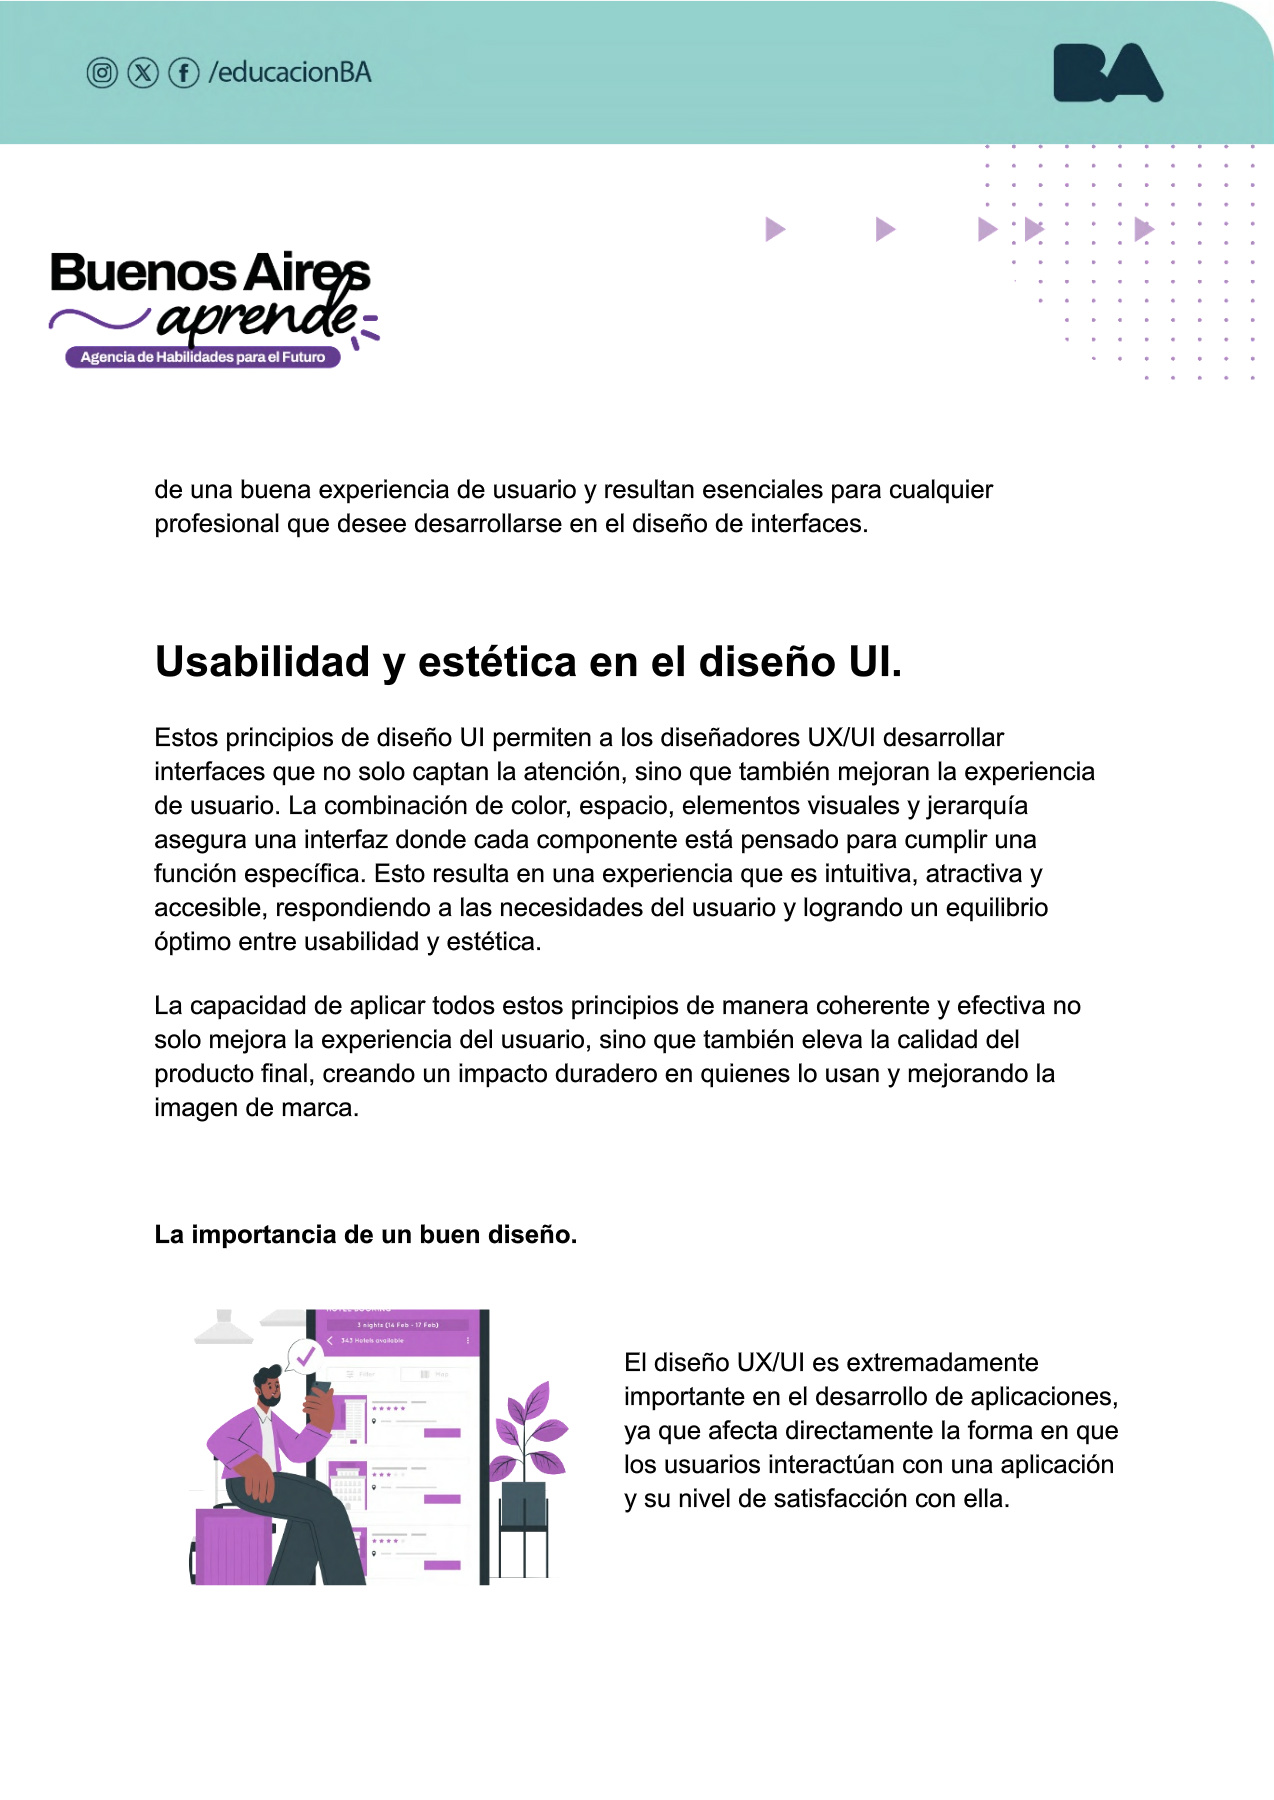 /educacionBA
BA
Buenos Aires
aprende
Agencia de Habilidades para el Futuro
de una buena experiencia de usuario y resultan esenciales para cualquier
profesional que desee desarrollarse en el diseño de interfaces.
Usabilidad y estética en el diseño UI.
Estos principios de diseño UI permiten a los diseñadores UX/UI desarrollar
interfaces que no solo captan la atención, sino que también mejoran la experiencia
de usuario. La combinación de color, espacio, elementos visuales y jerarquía
asegura una interfaz donde cada componente está pensado para cumplir una
función específica. Esto resulta en una experiencia que es intuitiva, atractiva y
accesible, respondiendo a las necesidades del usuario y logrando un equilibrio
óptimo entre usabilidad y estética.
La capacidad de aplicar todos estos principios de manera coherente y efectiva no
solo mejora la experiencia del usuario, sino que también eleva la calidad del
producto final, creando un impacto duradero en quienes lo usan y mejorando la
imagen de marca.
La importancia de un buen diseño.
3 nights (14 Feb - 17 Feb)
343 Hotels available
Filter
Map
El diseño UX/UI es extremadamente
importante en el desarrollo de aplicaciones,
ya que afecta directamente la forma en que
los usuarios interactúan con una aplicación
y su nivel de satisfacción con ella.